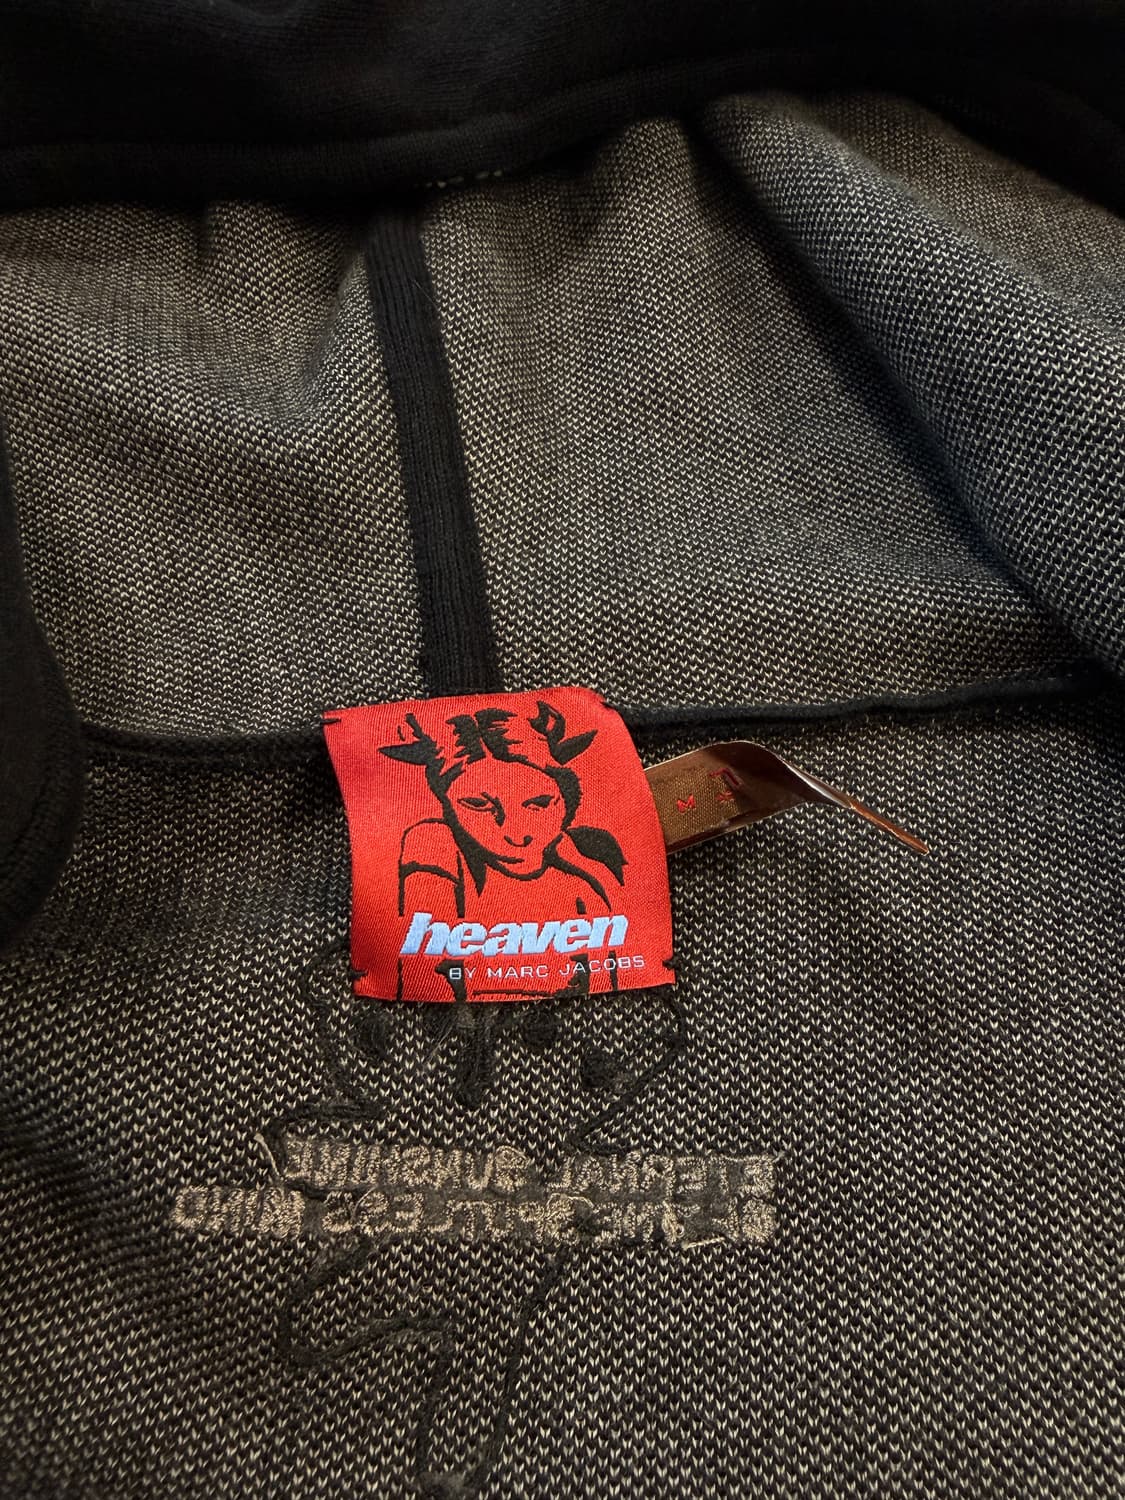 heaven
BY MARC JACOBS
M
ETERNAL SUNSHINE
OF THE SPOTLESS MIND